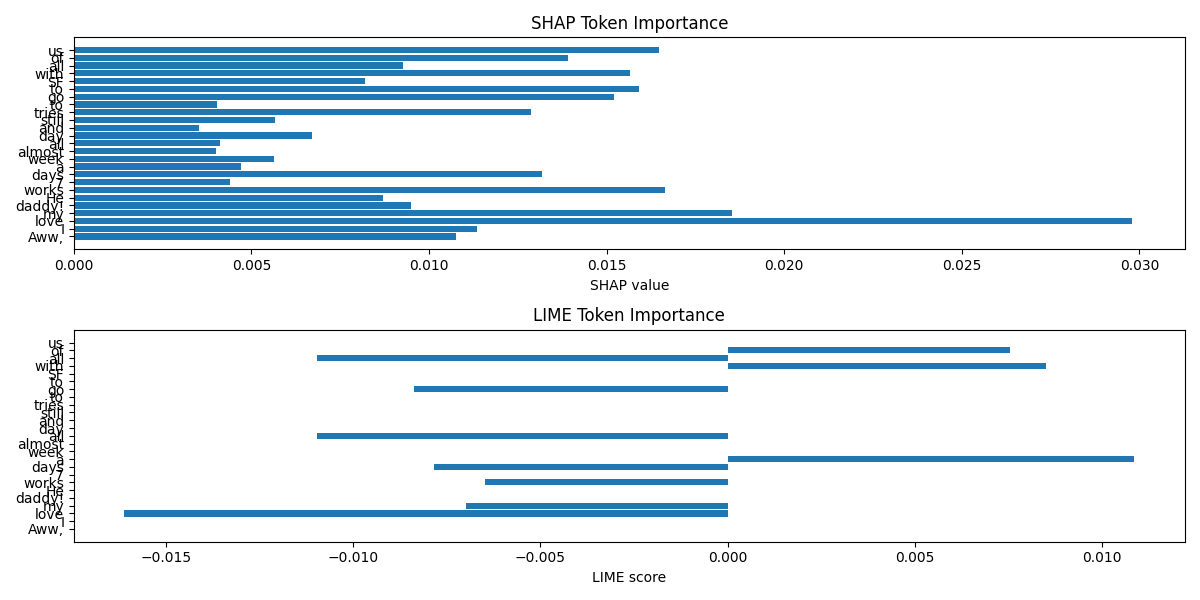 SHAP Token Importance
us
of
all
with
SF
to
go
to
tries
still
and
day
all
almost
week
a
days
7
works
He
daddy!
my
love
I
Aww,
0.000 0.005 0.010 0.015 0.020 0.025 0.030
SHAP value
LIME Token Importance
us
of
all
with
SF
to
go
to
tries
still
and
day
all
almost
week
a
days
7
works
He
daddy!
my
love
I
Aww,
−0.015 −0.010 −0.005 0.000 0.005 0.010
LIME score